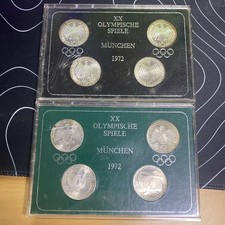 XX
OLYMPISCHE
SPIELE
MÜNCHEN
1972
XX
OLYMPISCHE
SPIELE
MÜNCHEN
1972